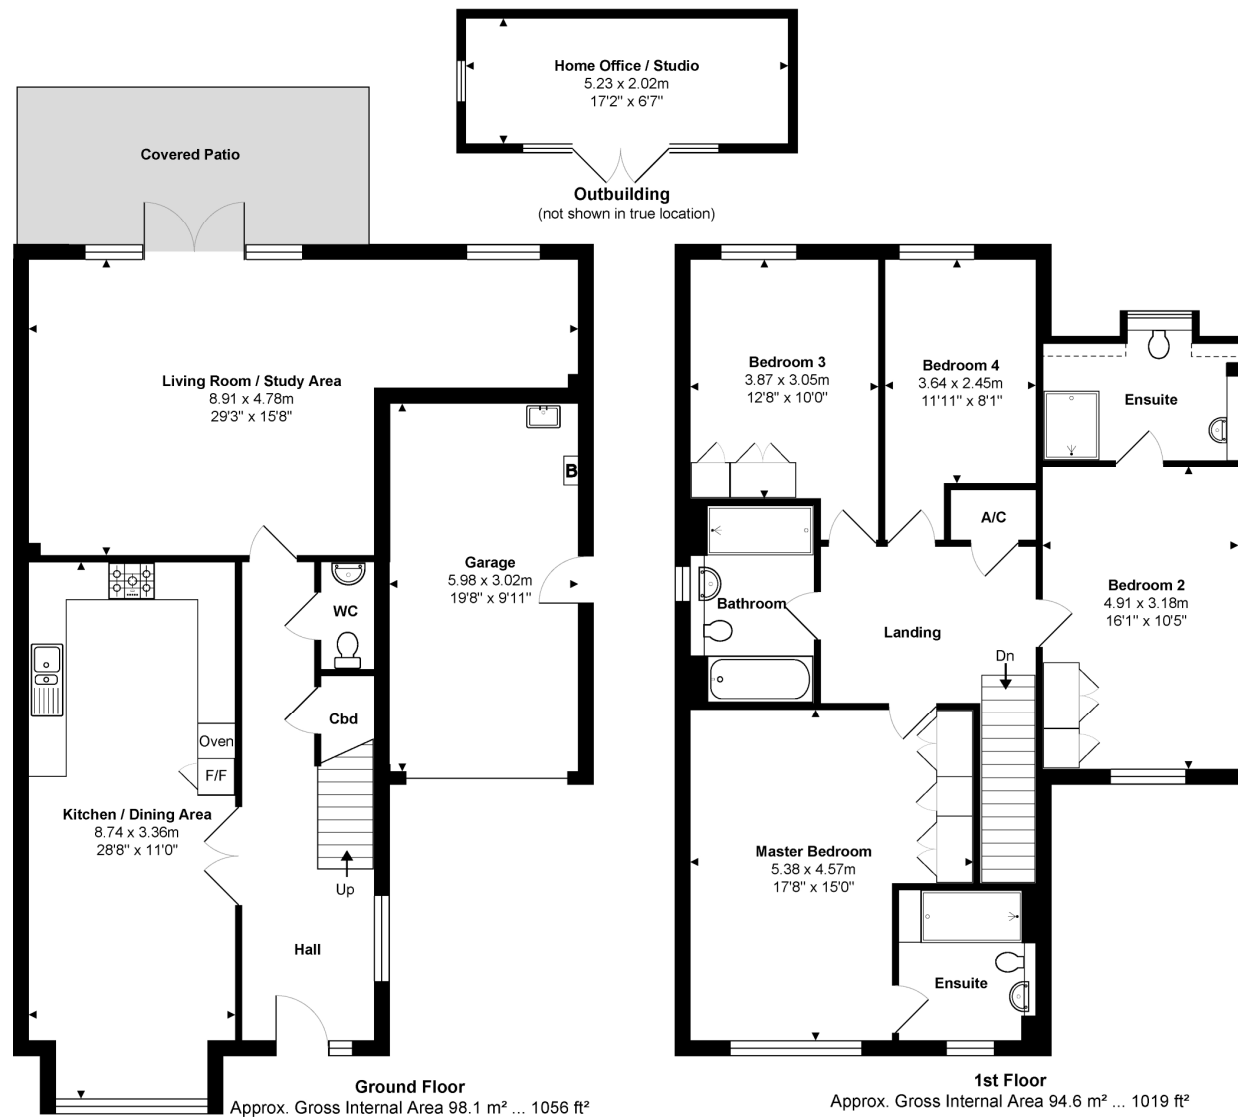 Home Office / Studio
5.23 x 2.02m
17'2" x 6'7"
Outbuilding
(not shown in true location)
Covered Patio
Living Room / Study Area
8.91 x 4.78m
29'3" x 15'8"
B
Garage
5.98 x 3.02m
19'8" x 9'11"
WC
Cbd
Oven
F/F
Kitchen / Dining Area
8.74 x 3.36m
28'8" x 11'0"
Up
Hall
Ground Floor
Approx. Gross Internal Area 98.1 m² ... 1056 ft²
Bedroom 3
3.87 x 3.05m
12'8" x 10'0"
Bedroom 4
3.64 x 2.45m
11'11" x 8'1"
Ensuite
A/C
Bedroom 2
4.91 x 3.18m
16'1" x 10'5"
Bathroom
Landing
Dn
Master Bedroom
5.38 x 4.57m
17'8" x 15'0"
Ensuite
1st Floor
Approx. Gross Internal Area 94.6 m² ... 1019 ft²